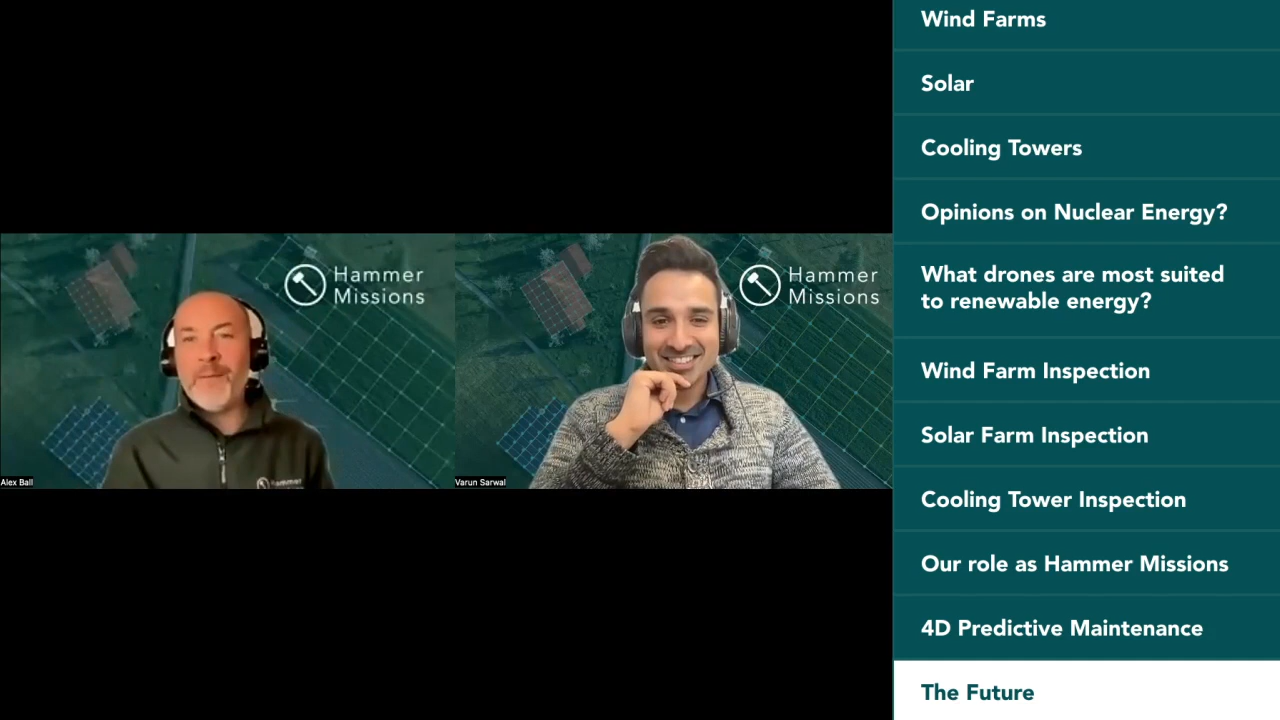 Hammer
Missions
Alex Ball
Hammer
Hammer
Missions
Varun Sarwal
Wind Farms
Solar
Cooling Towers
Opinions on Nuclear Energy?
What drones are most suited
to renewable energy?
Wind Farm Inspection
Solar Farm Inspection
Cooling Tower Inspection
Our role as Hammer Missions
4D Predictive Maintenance
The Future